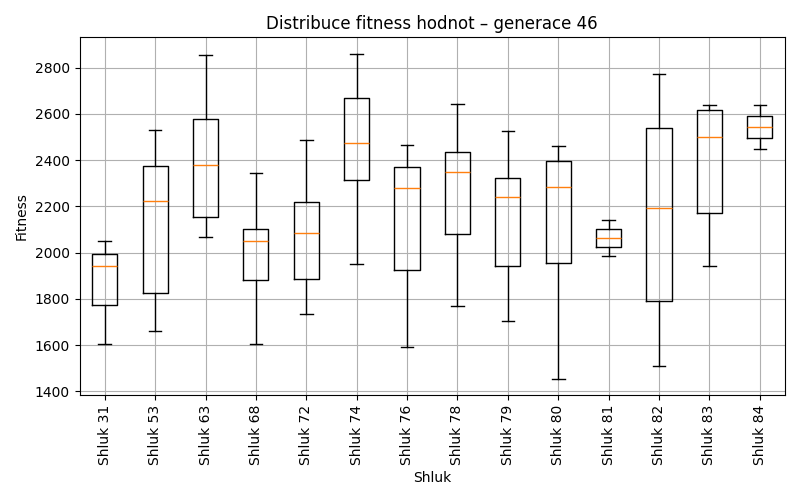 Distribuce fitness hodnot – generace 46
Fitness
2800
2600
2400
2200
2000
1800
1600
1400
Shluk 31
Shluk 53
Shluk 63
Shluk 68
Shluk 72
Shluk 74
Shluk 76
Shluk 78
Shluk 79
Shluk 80
Shluk 81
Shluk 82
Shluk 83
Shluk 84
Shluk